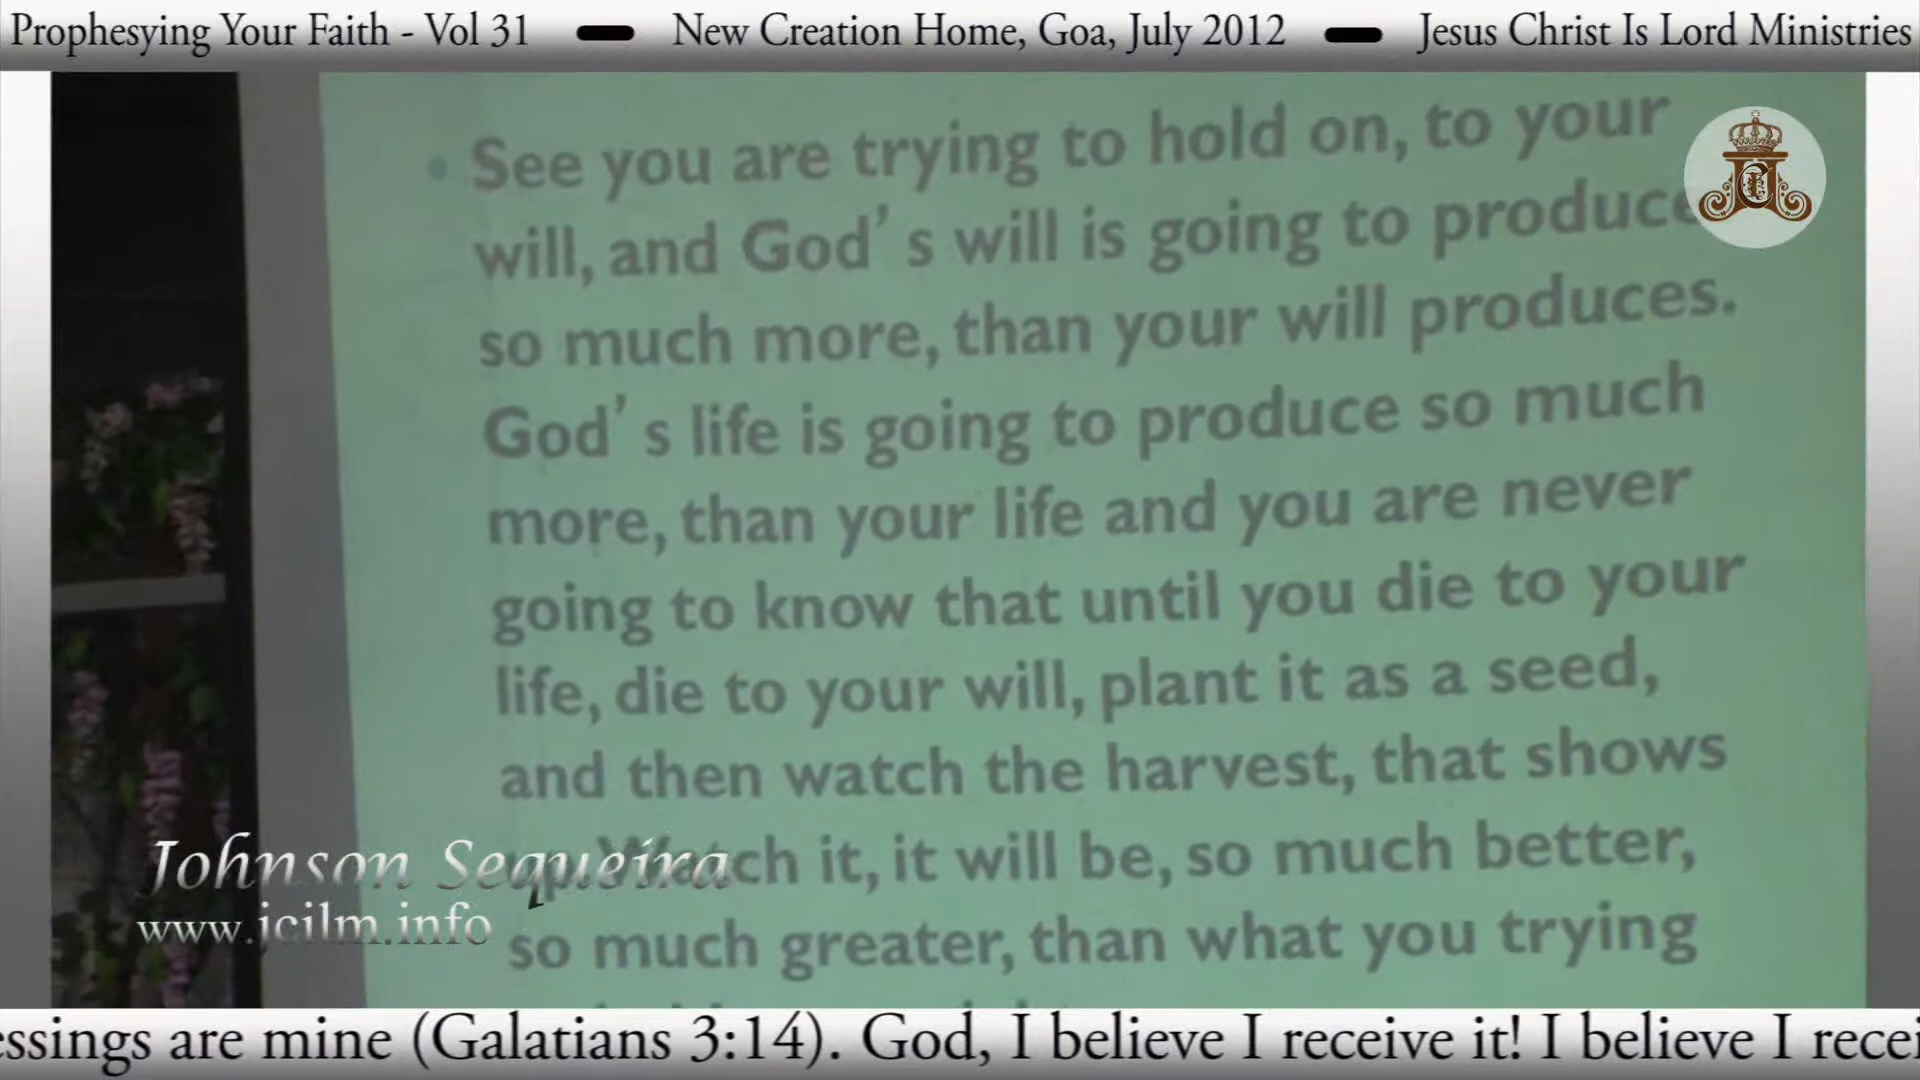 Prophesying Your Faith - Vol 31 — New Creation Home, Goa, July 2012 — Jesus Christ Is Lord Ministries
• See you are trying to hold on, to your
will, and God's will is going to produce
so much more, than your will produces.
God's life is going to produce so much
more, than your life and you are never
going to know that until you die to your
life, die to your will, plant it as a seed,
and then watch the harvest, that shows
up. Watch it, it will be, so much better,
so much greater, than what you trying
Johnson Sequeira
www.jcilm.info
essings are mine (Galatians 3:14). God, I believe I receive it! I believe I recei